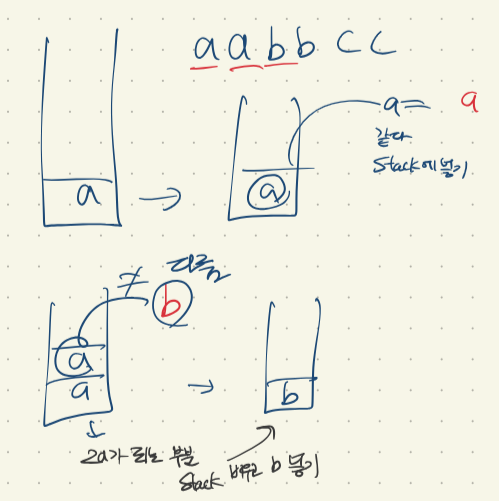 a a b b c c
a
a
a = a
같다
Stack에 넣기
≠ 다름
b
a
a
b
2a가 되는 부분
Stack 비우고 b 넣기